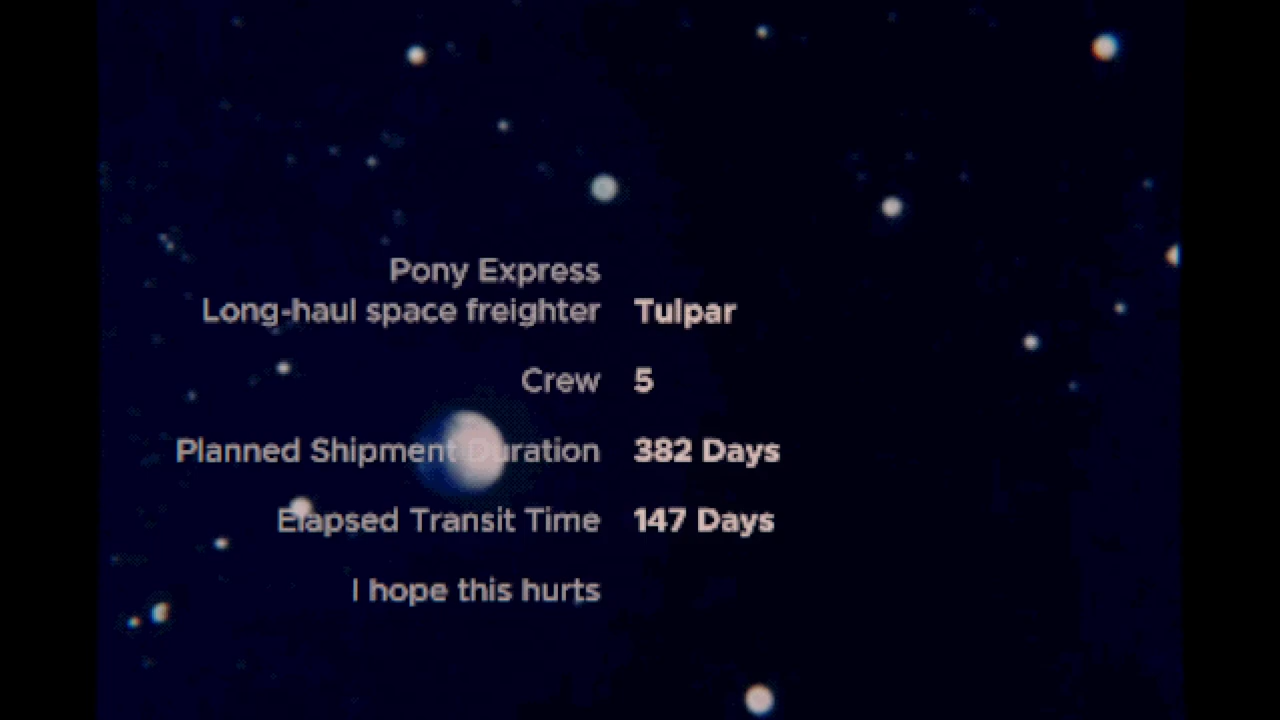 Pony Express
Long-haul space freighter Tulpar
Crew 5
Planned Shipment Duration 382 Days
Elapsed Transit Time 147 Days
I hope this hurts